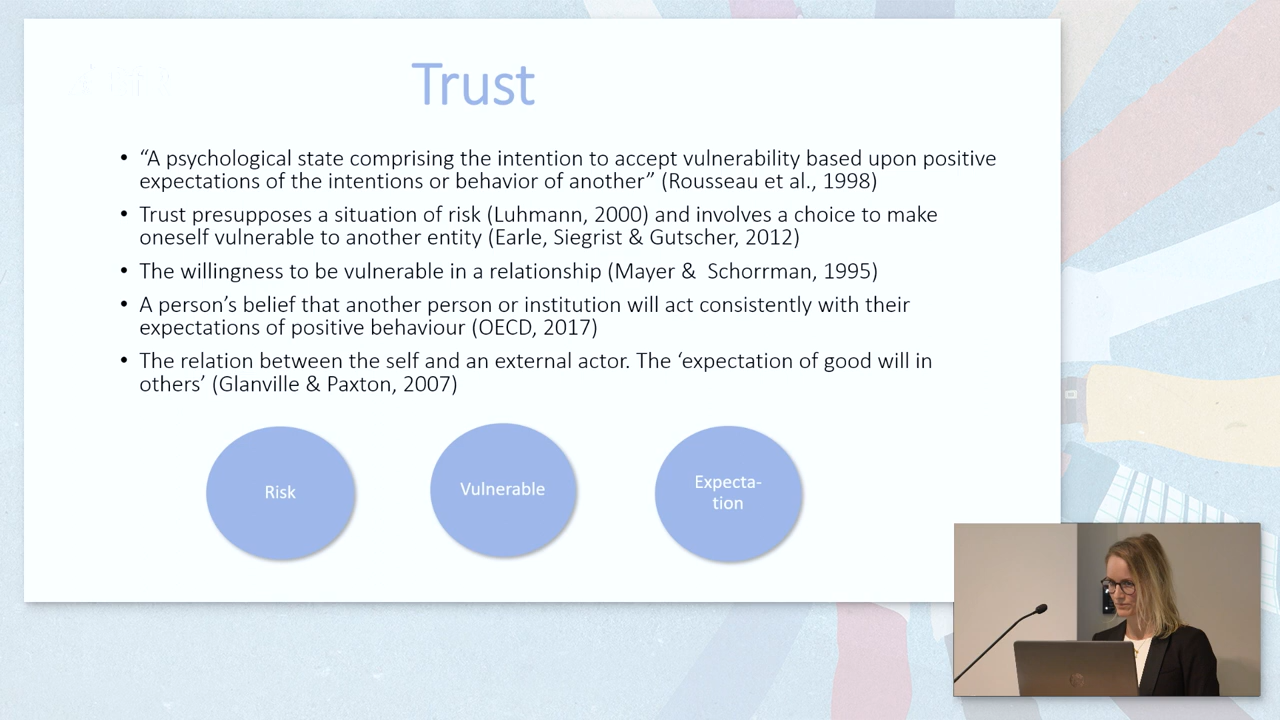 Trust
• “A psychological state comprising the intention to accept vulnerability based upon positive
expectations of the intentions or behavior of another” (Rousseau et al., 1998)
• Trust presupposes a situation of risk (Luhmann, 2000) and involves a choice to make
oneself vulnerable to another entity (Earle, Siegrist & Gutscher, 2012)
• The willingness to be vulnerable in a relationship (Mayer &  Schorrman, 1995)
• A person’s belief that another person or institution will act consistently with their
expectations of positive behaviour (OECD, 2017)
• The relation between the self and an external actor. The ‘expectation of good will in
others’ (Glanville & Paxton, 2007)
Risk
Vulnerable
Expecta-
tion